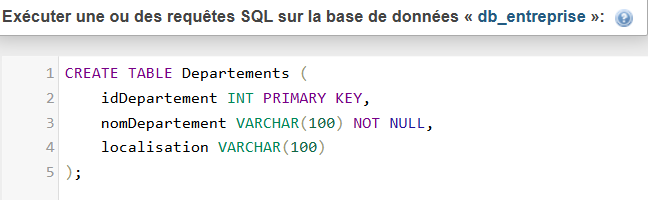 Exécuter une ou des requêtes SQL sur la base de données « db_entreprise »:
1 CREATE TABLE Departements (
2 idDepartement INT PRIMARY KEY,
3 nomDepartement VARCHAR(100) NOT NULL,
4 localisation VARCHAR(100)
5 );